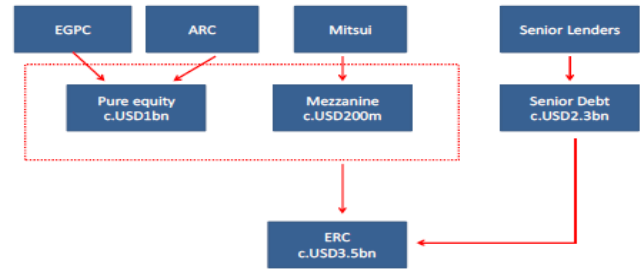 EGPC
ARC
Mitsui
Senior Lenders
Pure equity
c.USD1bn
Mezzanine
c.USD200m
Senior Debt
c.USD2.3bn
ERC
c.USD3.5bn